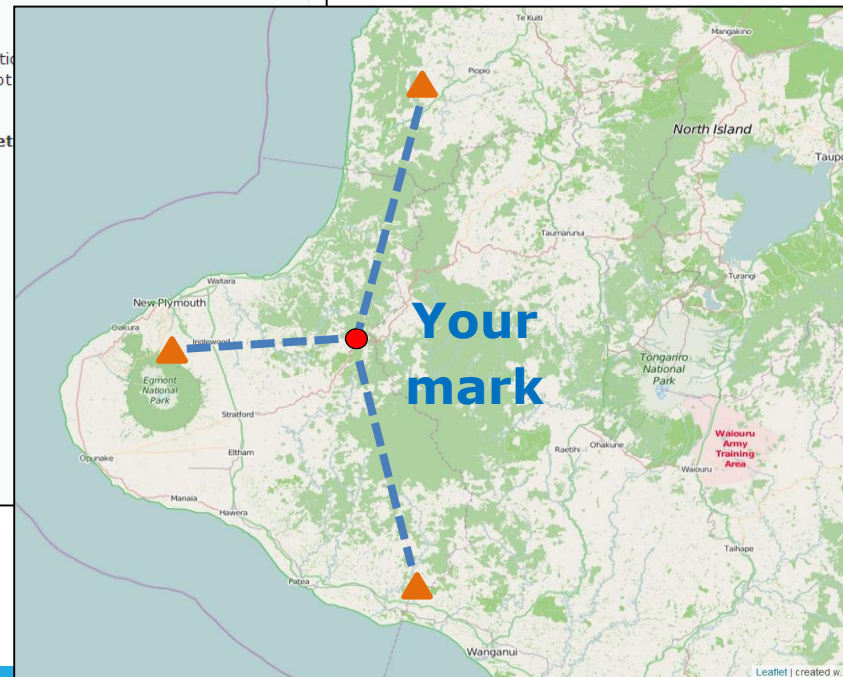 Te Kuiti
Mangakino
Piopio
North Island
Taumarunui
Turangi
Waitara
New Plymouth
Oakura
Inglewood
Your
mark
Egmont
National
Park
Tongariro
National
Park
Stratford
Eltham
Opunake
Waiouru
Army
Training
Area
Raetihi
Ohakune
Waiouru
Manaia
Hawera
Taihape
Patea
Wanganui
Leaflet | created w